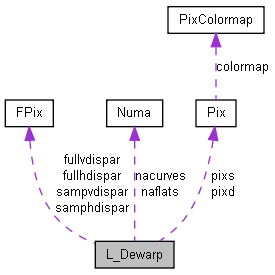 PixColormap
colormap
FPix
Numa
Pix
fullvdispar
fullhdispar
sampvdispar
samphdispar
nacurves
naflats
pixs
pixd
L_Dewarp